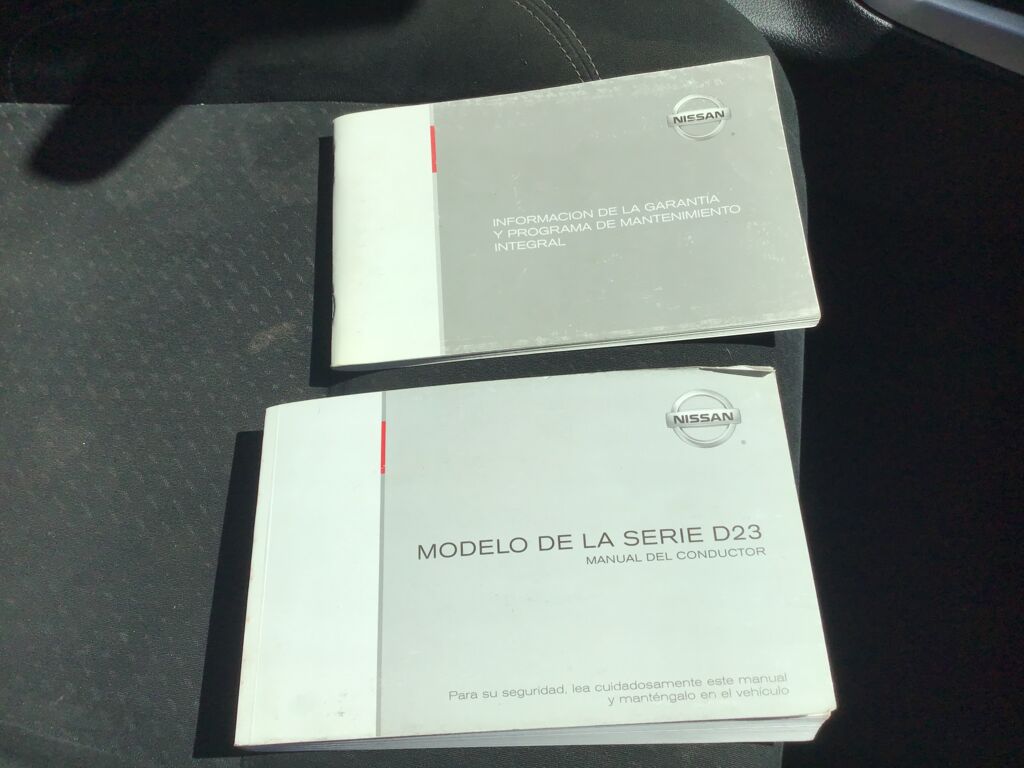 NISSAN
INFORMACION DE LA GARANTÍA
Y PROGRAMA DE MANTENIMIENTO
INTEGRAL
NISSAN
MODELO DE LA SERIE D23
MANUAL DEL CONDUCTOR
Para su seguridad, lea cuidadosamente este manual
y manténgalo en el vehículo